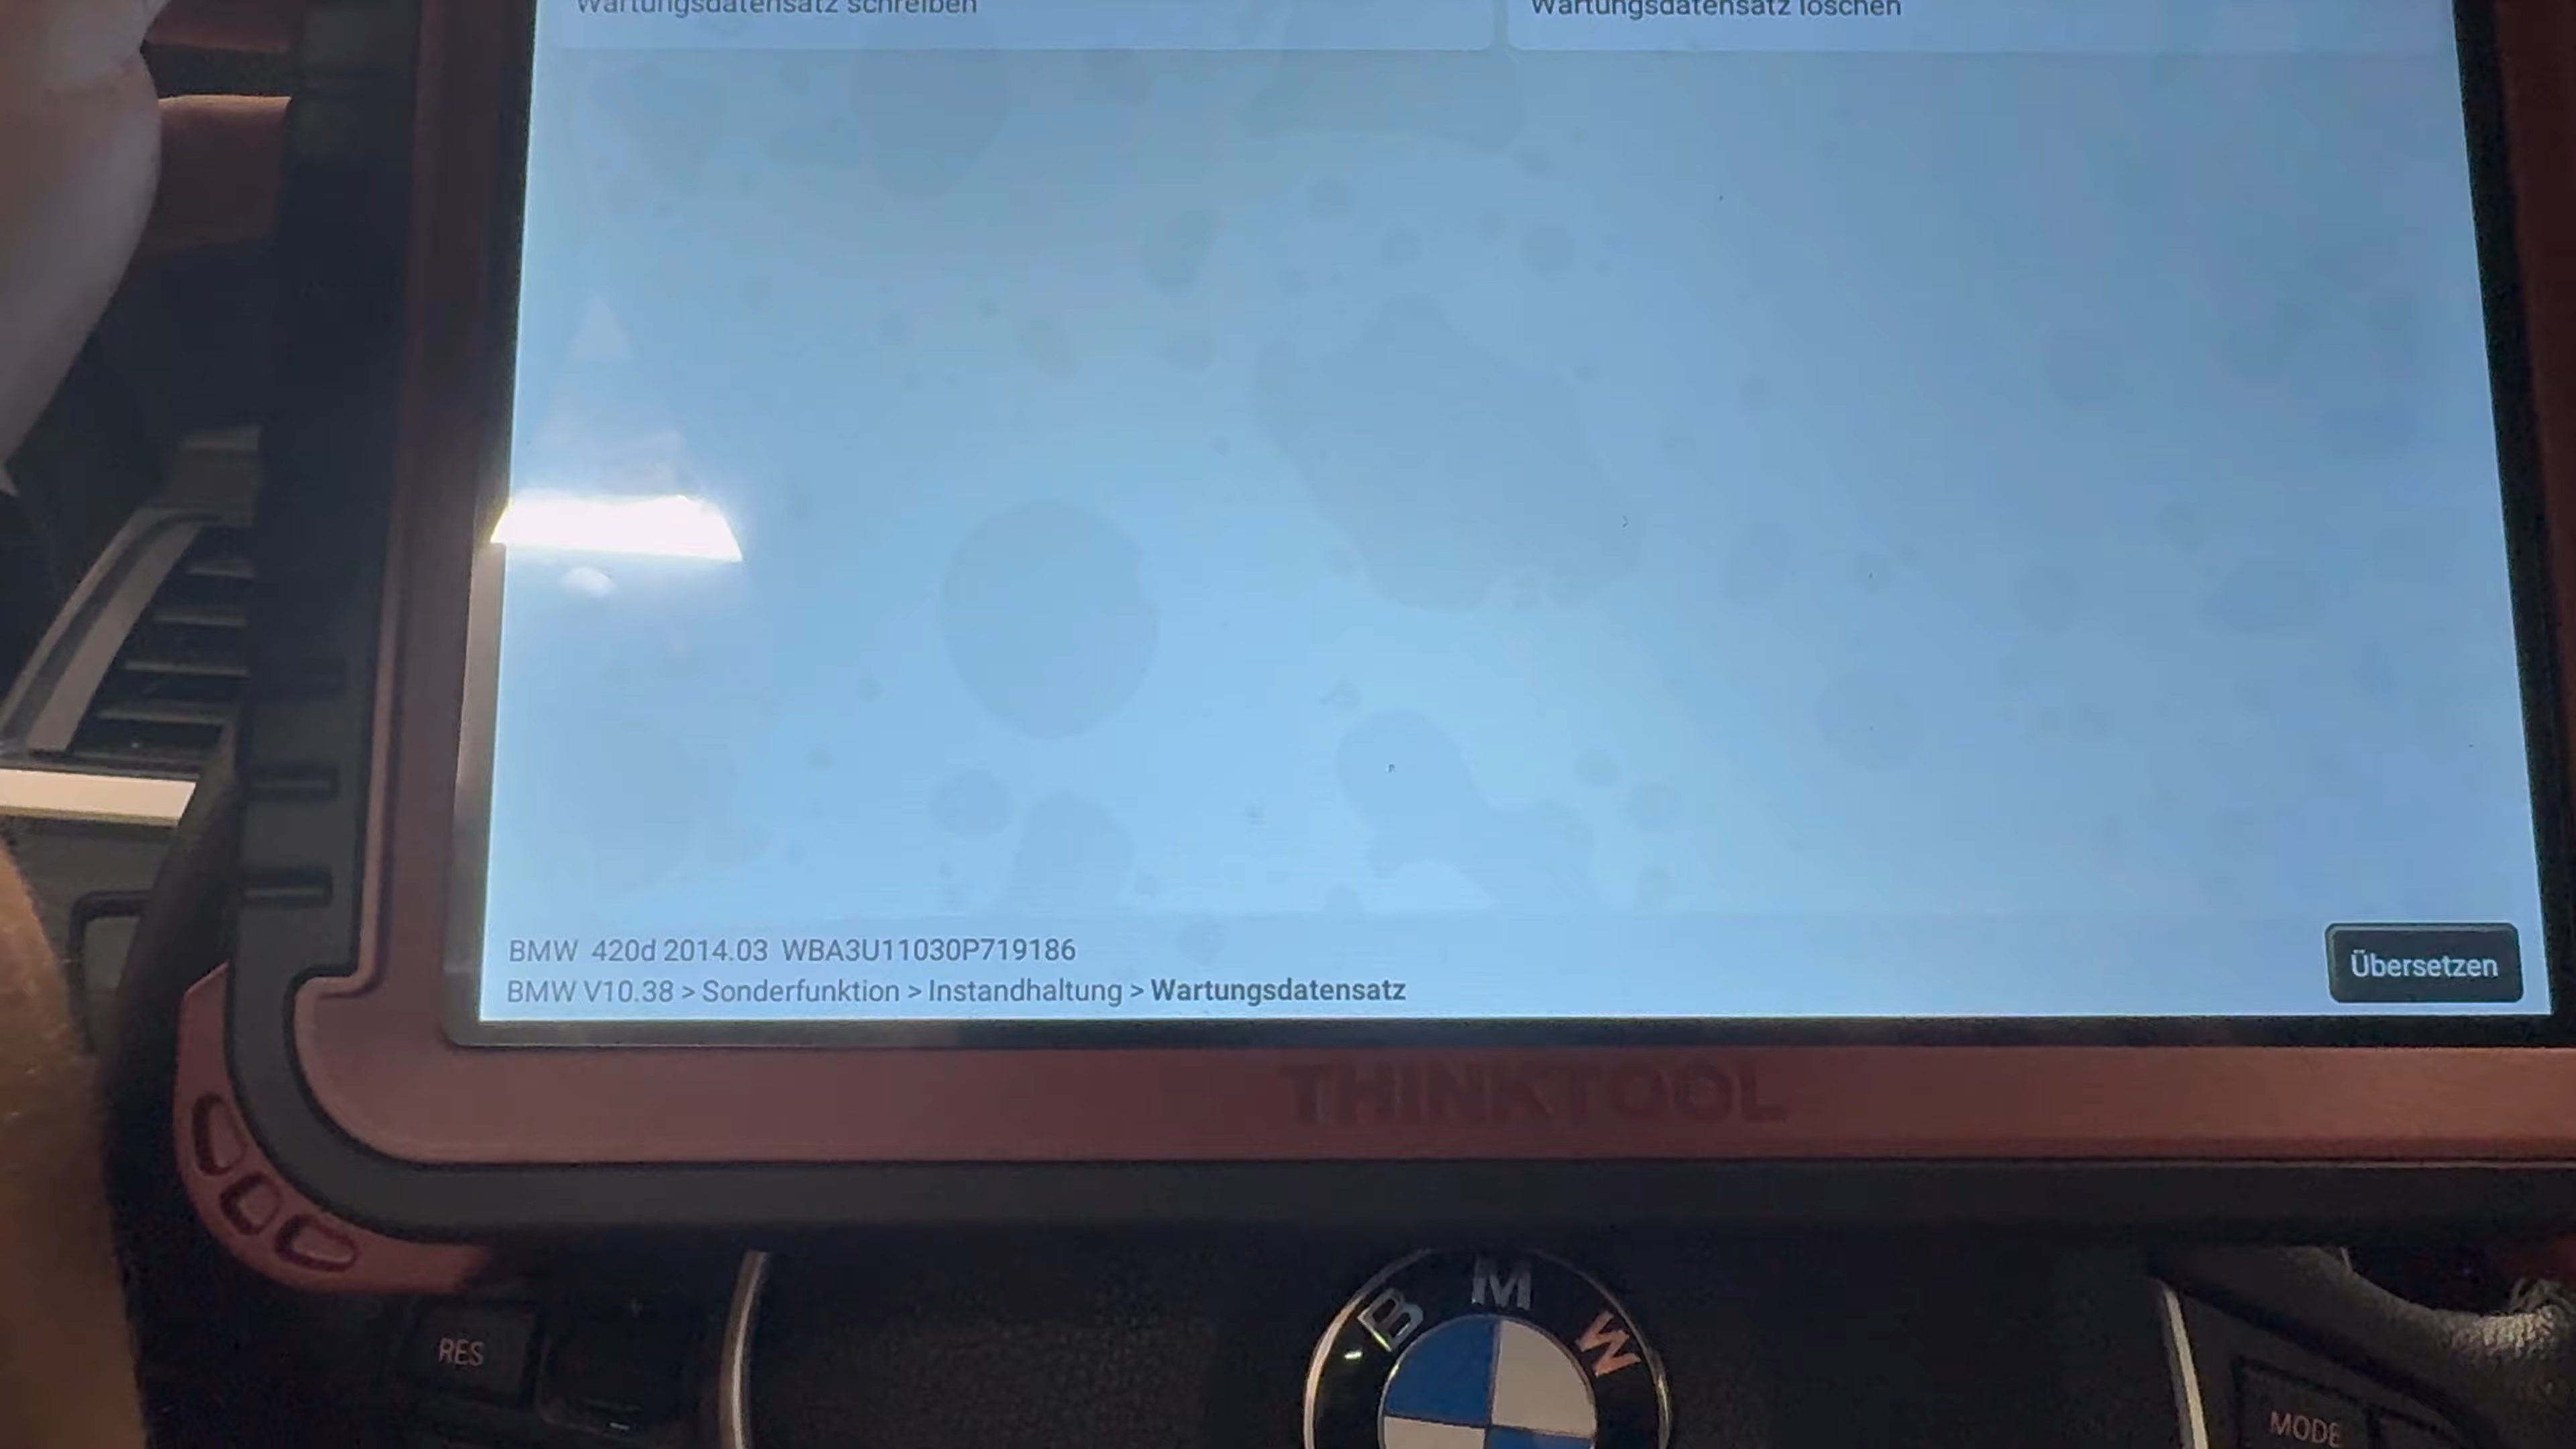 Wartungsdatensatz schreiben
Wartungsdatensatz löschen
BMW 420d 2014.03 WBA3U11030P719186
BMW V10.38 > Sonderfunktion > Instandhaltung > Wartungsdatensatz
Übersetzen
THINKTOOL
RES
BMW
MODE